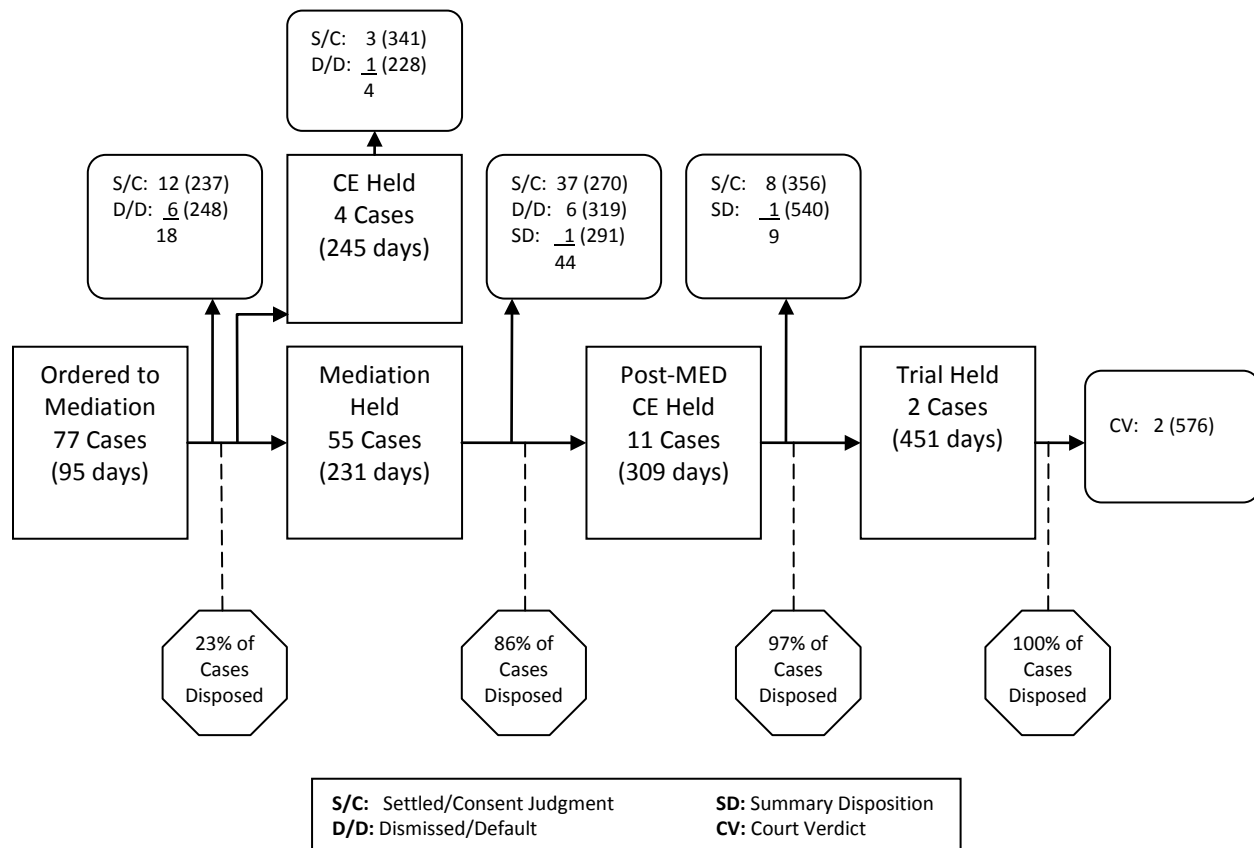 S/C: 3 (341)
D/D: 1 (228)
4
S/C: 12 (237)
D/D: 6 (248)
18
CE Held
4 Cases
(245 days)
S/C: 37 (270)
D/D: 6 (319)
SD: 1 (291)
44
S/C: 8 (356)
SD: 1 (540)
9
Ordered to
Mediation
77 Cases
(95 days)
Mediation
Held
55 Cases
(231 days)
Post-MED
CE Held
11 Cases
(309 days)
Trial Held
2 Cases
(451 days)
CV: 2 (576)
23% of
Cases
Disposed
86% of
Cases
Disposed
97% of
Cases
Disposed
100% of
Cases
Disposed
S/C: Settled/Consent Judgment SD: Summary Disposition
D/D: Dismissed/Default CV: Court Verdict